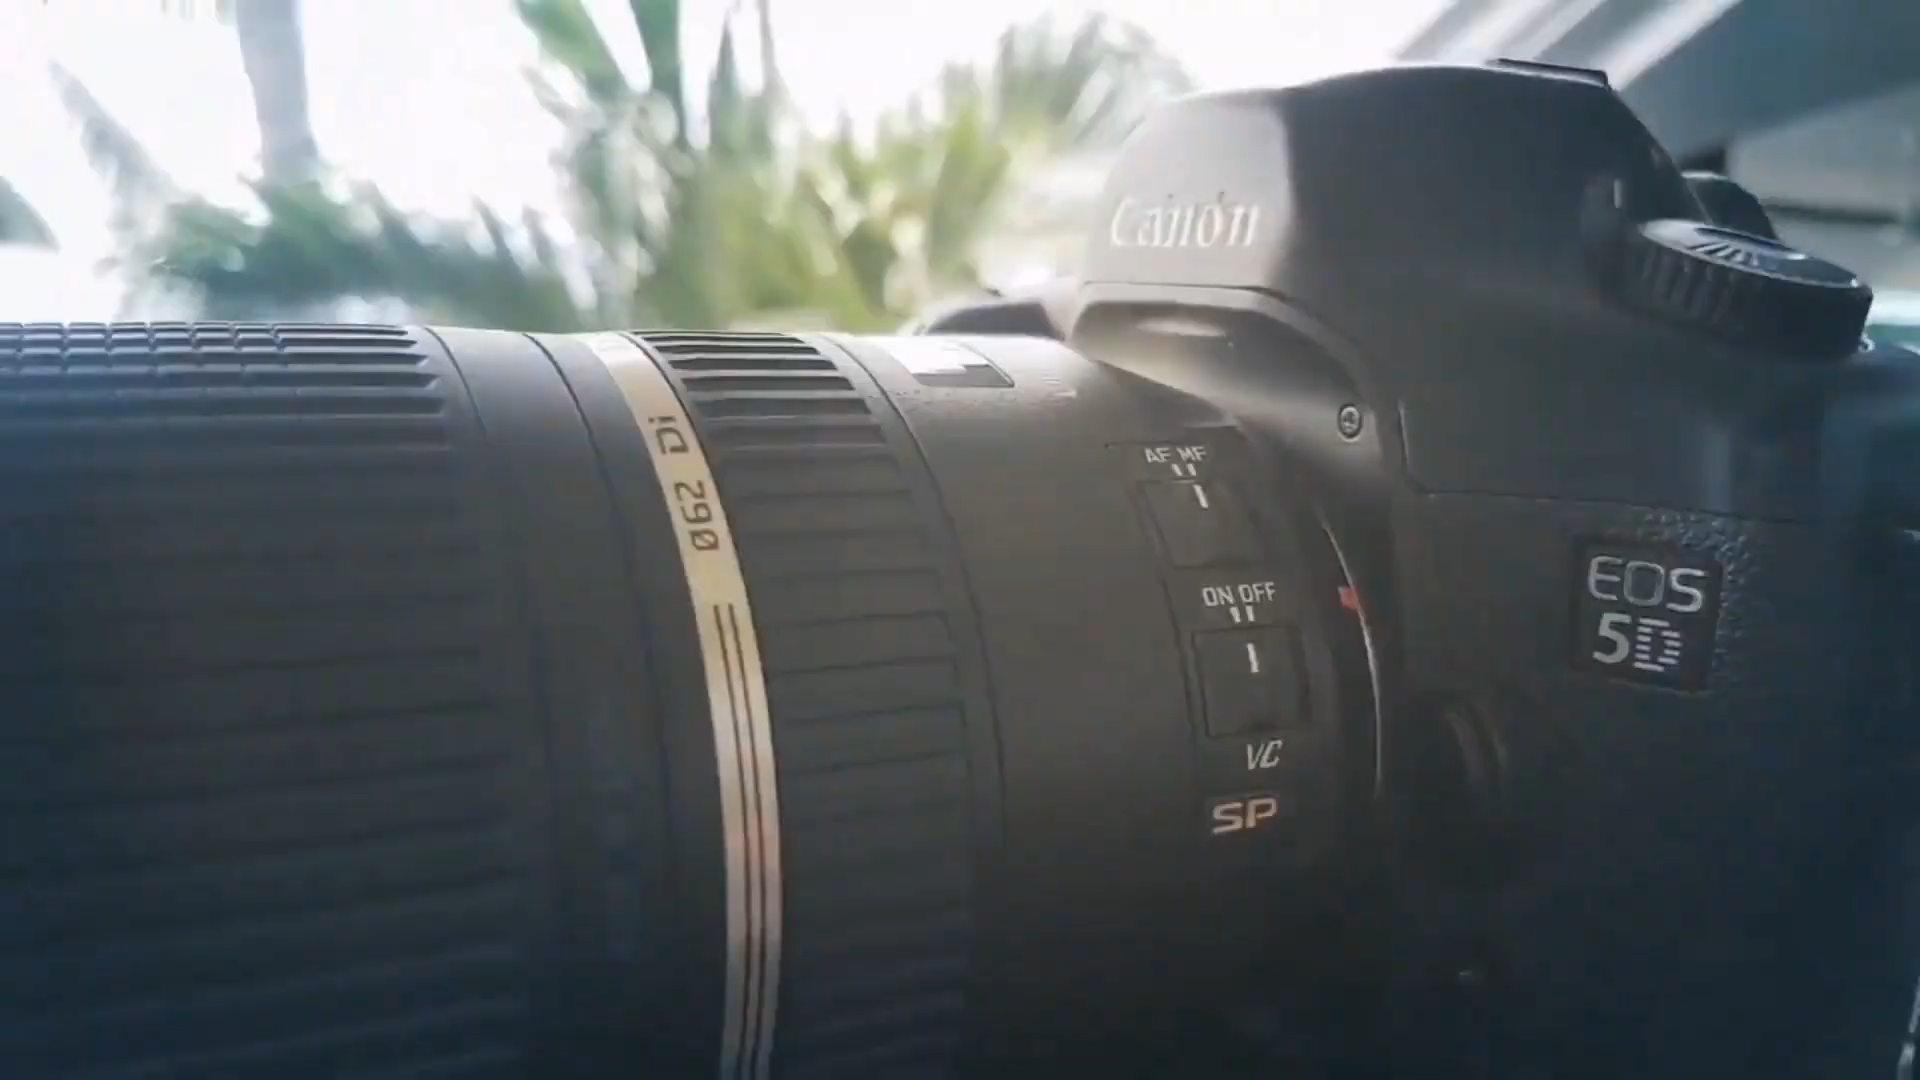 Canon
Ø62 Di
AF MF
ON OFF
VC
SP
EOS
5D